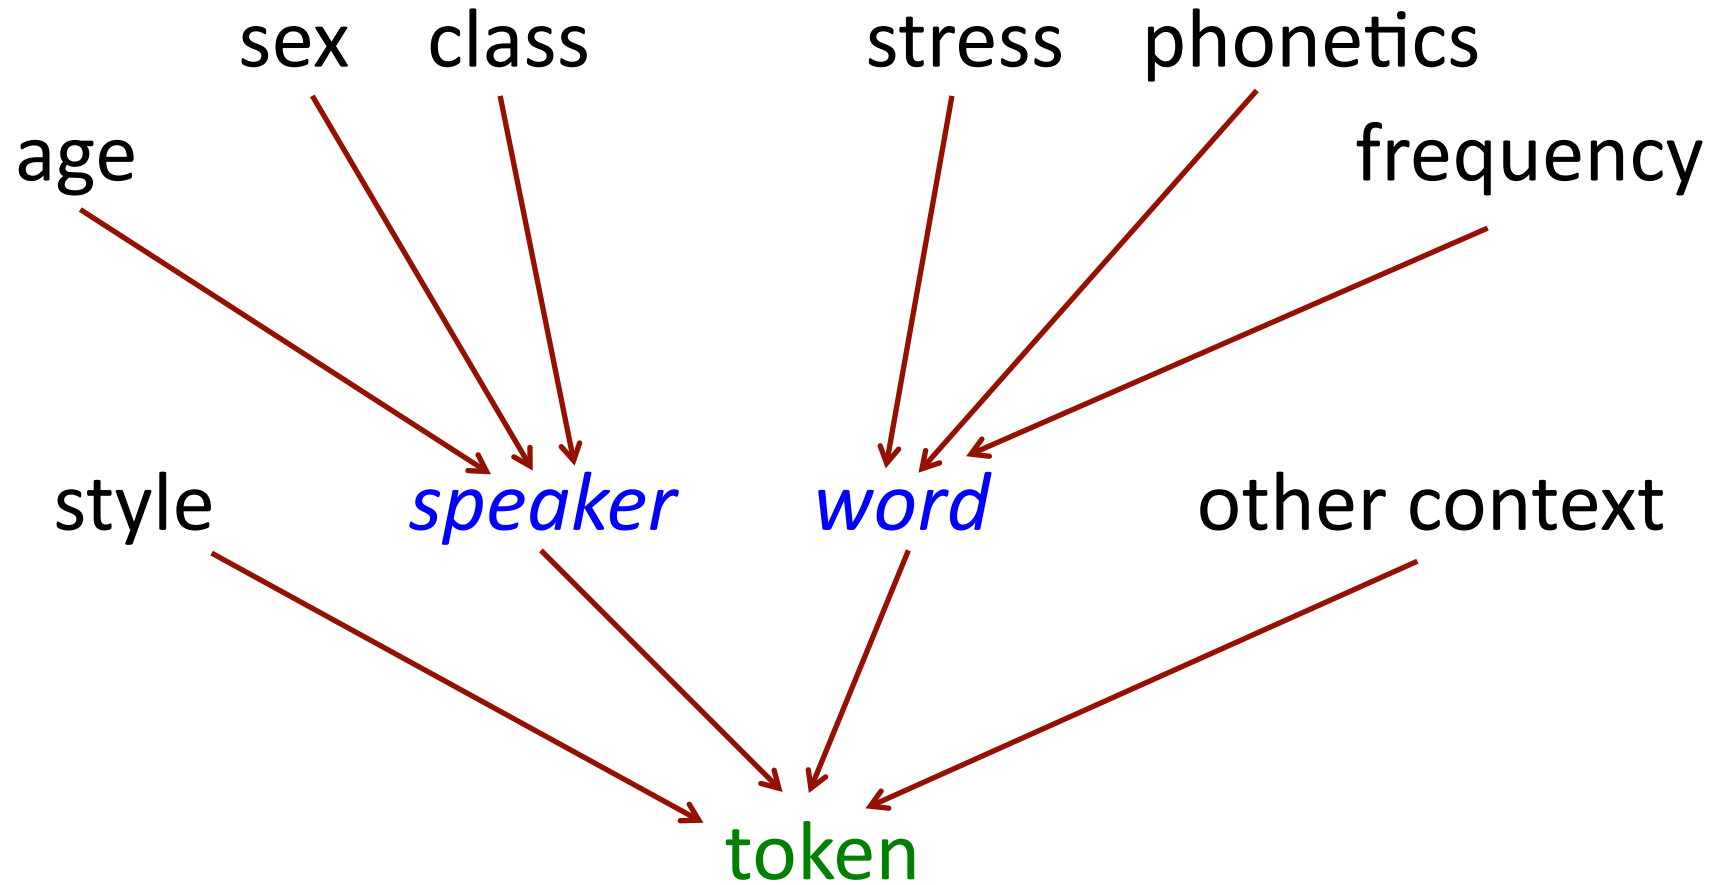 sex class stress phonetics
age frequency
style speaker word other context
token